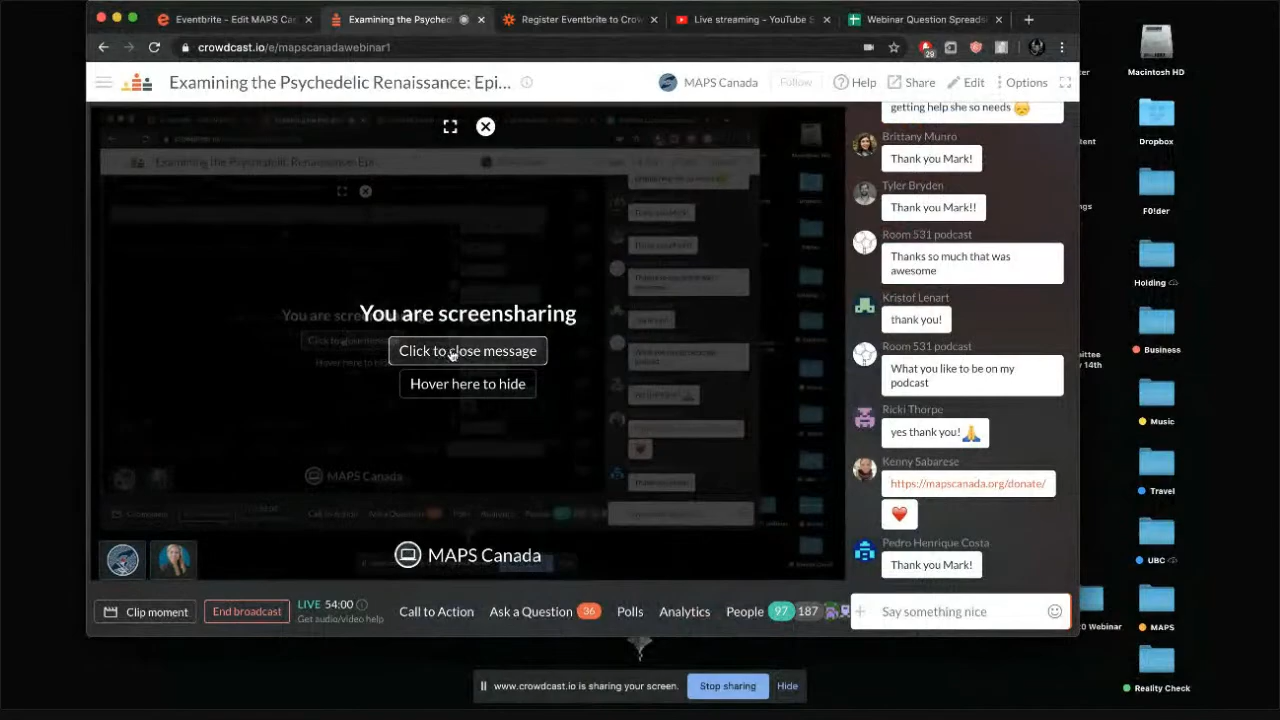 Eventbrite - Edit MAPS Ca
Examining the Psyched
Register Eventbrite to Crow
Live streaming – YouTube S
Webinar Question Spreads
crowdcast.io/e/mapscanadawebinar1
29
Examining the Psychedelic Renaissance: Epi...
MAPS Canada
Follow
Help
Share
Edit
Options
getting help she so needs 😞
Brittany Munro
Thank you Mark!
Tyler Bryden
Thank you Mark!!
Room 531 podcast
Thanks so much that was
awesome
Kristof Lenart
thank you!
Room 531 podcast
What you like to be on my
podcast
Ricki Thorpe
yes thank you! 🙏
Kenny Sabarese
https://mapscanada.org/donate/
❤️
Pedro Henrique Costa
Thank you Mark!
You are screensharing
Click to close message
Hover here to hide
MAPS Canada
MAPS Canada
Clip moment
End broadcast
LIVE 54:00
Get audio/video help
Call to Action
Ask a Question 36
Polls
Analytics
People 97 187
Say something nice
www.crowdcast.io is sharing your screen.
Stop sharing
Hide
Macintosh HD
Dropbox
F0!der
Holding
Business
Music
Travel
UBC
MAPS
Reality Check
0 Webinar